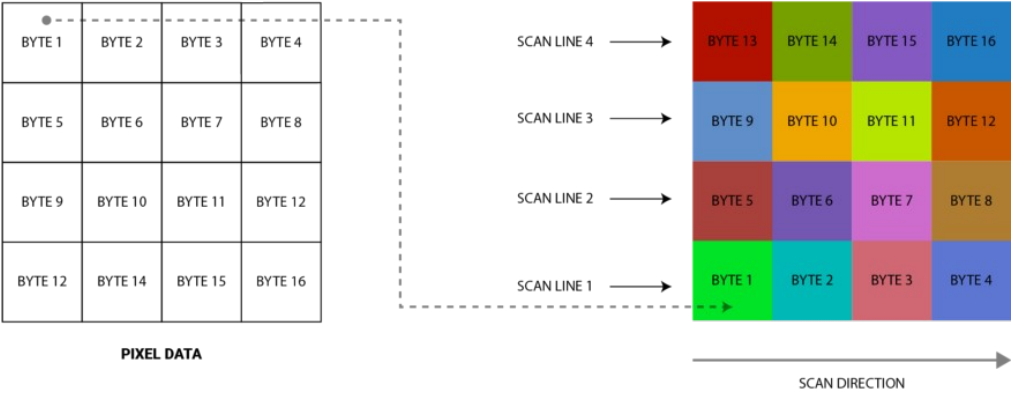 BYTE 1 BYTE 2 BYTE 3 BYTE 4
BYTE 5 BYTE 6 BYTE 7 BYTE 8
BYTE 9 BYTE 10 BYTE 11 BYTE 12
BYTE 12 BYTE 14 BYTE 15 BYTE 16
PIXEL DATA
SCAN LINE 4 BYTE 13 BYTE 14 BYTE 15 BYTE 16
SCAN LINE 3 BYTE 9 BYTE 10 BYTE 11 BYTE 12
SCAN LINE 2 BYTE 5 BYTE 6 BYTE 7 BYTE 8
SCAN LINE 1 BYTE 1 BYTE 2 BYTE 3 BYTE 4
SCAN DIRECTION